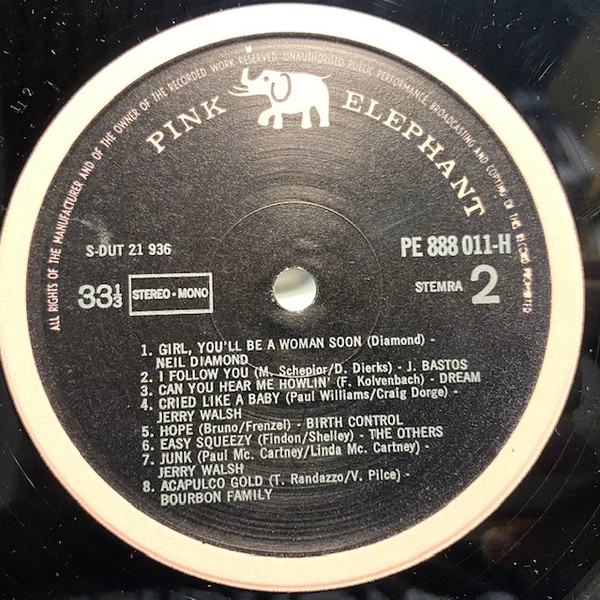 ALL RIGHTS OF THE MANUFACTURER AND OF THE OWNER OF THE RECORDED WORK RESERVED. UNAUTHORISED PUBLIC PERFORMANCE, BROADCASTING AND COPYING OF THIS RECORD PROHIBITED
PINK ELEPHANT
S-DUT 21 936
PE 888 011-H
33⅓
STEREO • MONO
STEMRA 2
1. GIRL, YOU'LL BE A WOMAN SOON (Diamond) -
NEIL DIAMOND
2. I FOLLOW YOU (M. Schepior/D. Dierks) - J. BASTOS
3. CAN YOU HEAR ME HOWLIN' (F. Kolvenbach) - DREAM
4. CRIED LIKE A BABY (Paul Williams/Craig Dorge) -
JERRY WALSH
5. HOPE (Bruno/Frenzel) - BIRTH CONTROL
6. EASY SQUEEZY (Findon/Shelley) - THE OTHERS
7. JUNK (Paul Mc. Cartney/Linda Mc. Cartney) -
JERRY WALSH
8. ACAPULCO GOLD (T. Randazzo/V. Pilce) -
BOURBON FAMILY